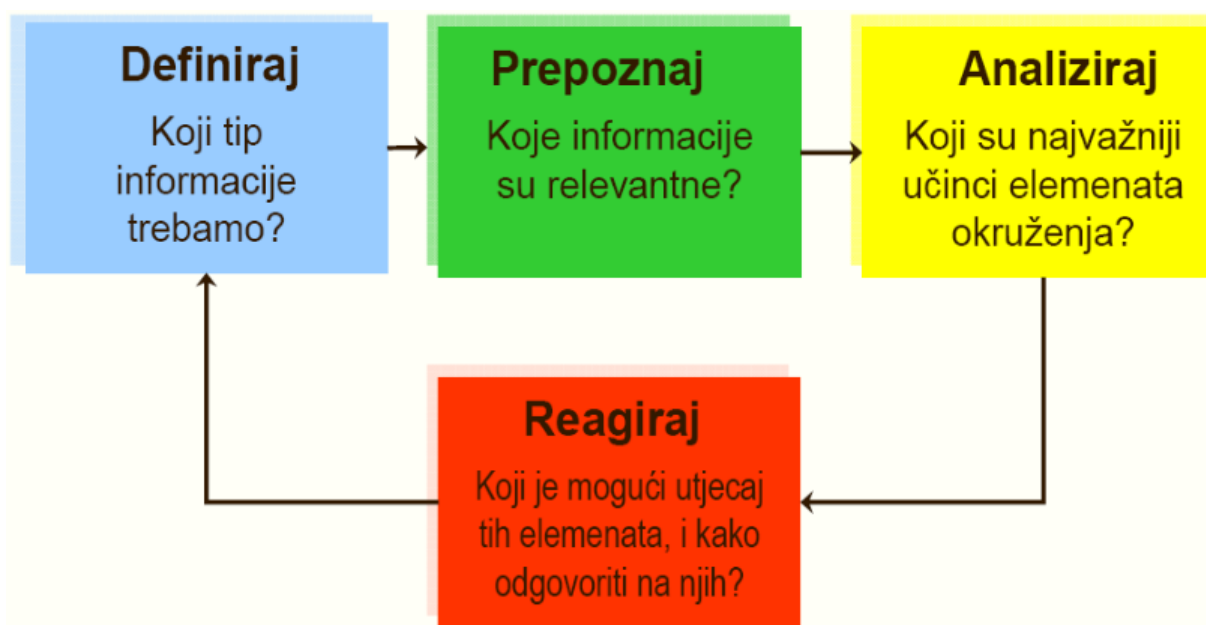 Definiraj
Koji tip
informacije
trebamo?
Prepoznaj
Koje informacije
su relevantne?
Analiziraj
Koji su najvažniji
učinci elemenata
okruženja?
Reagiraj
Koji je mogući utjecaj
tih elemenata, i kako
odgovoriti na njih?